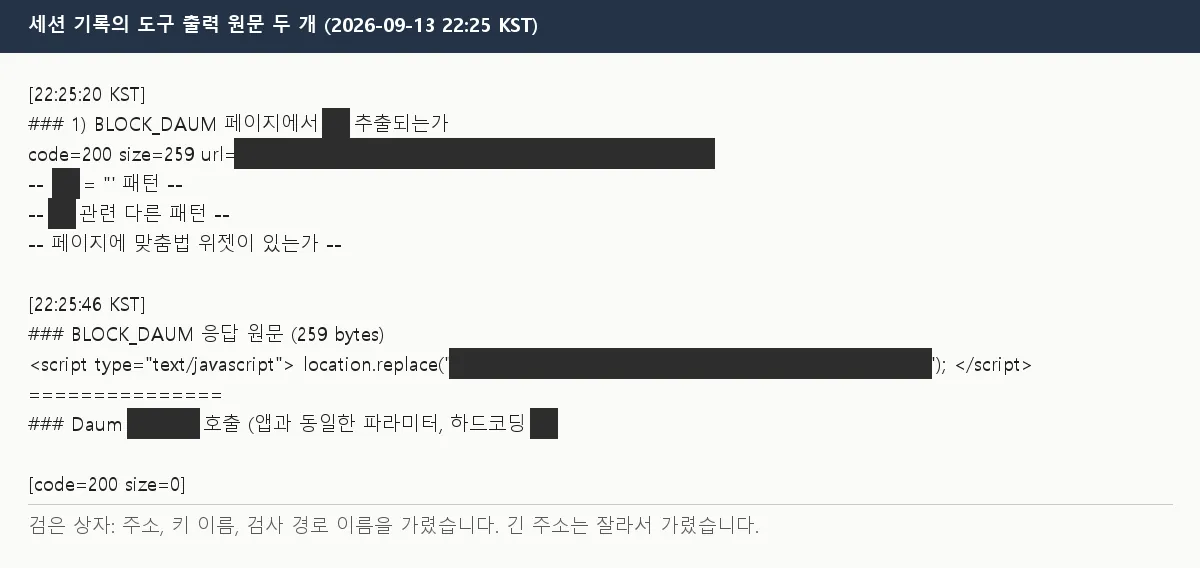 세션 기록의 도구 출력 원문 두 개 (2026-09-13 22:25 KST)
[22:25:20 KST]
### 1) BLOCK_DAUM 페이지에서 추출되는가
code=200 size=259 url=
-- = "' 패턴 --
-- 관련 다른 패턴 --
-- 페이지에 맞춤법 위젯이 있는가 --
[22:25:46 KST]
### BLOCK_DAUM 응답 원문 (259 bytes)
<script type="text/javascript"> location.replace(' '); </script>
===============
### Daum 호출 (앱과 동일한 파라미터, 하드코딩
[code=200 size=0]
검은 상자: 주소, 키 이름, 검사 경로 이름을 가렸습니다. 긴 주소는 잘라서 가렸습니다.